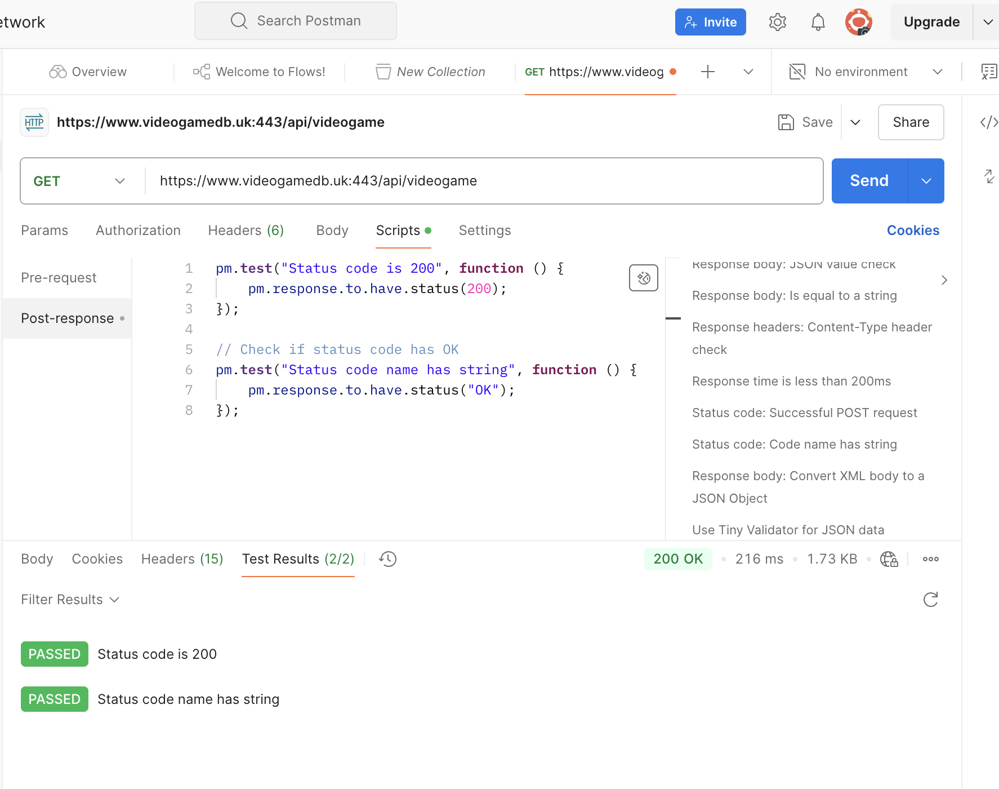 etwork
Search Postman
Invite
Upgrade
Overview
Welcome to Flows!
New Collection
GET https://www.videog
No environment
HTTP
https://www.videogamedb.uk:443/api/videogame
Save
Share
GET
https://www.videogamedb.uk:443/api/videogame
Send
Params
Authorization
Headers (6)
Body
Scripts
Settings
Cookies
Pre-request
Post-response
1 pm.test("Status code is 200", function () {
2     pm.response.to.have.status(200);
3 });
4
5 // Check if status code has OK
6 pm.test("Status code name has string", function () {
7     pm.response.to.have.status("OK");
8 });
Response body: JSON value check
Response body: Is equal to a string
Response headers: Content-Type header
check
Response time is less than 200ms
Status code: Successful POST request
Status code: Code name has string
Response body: Convert XML body to a
JSON Object
Use Tiny Validator for JSON data
Body
Cookies
Headers (15)
Test Results (2/2)
200 OK
216 ms
1.73 KB
Filter Results
PASSED Status code is 200
PASSED Status code name has string